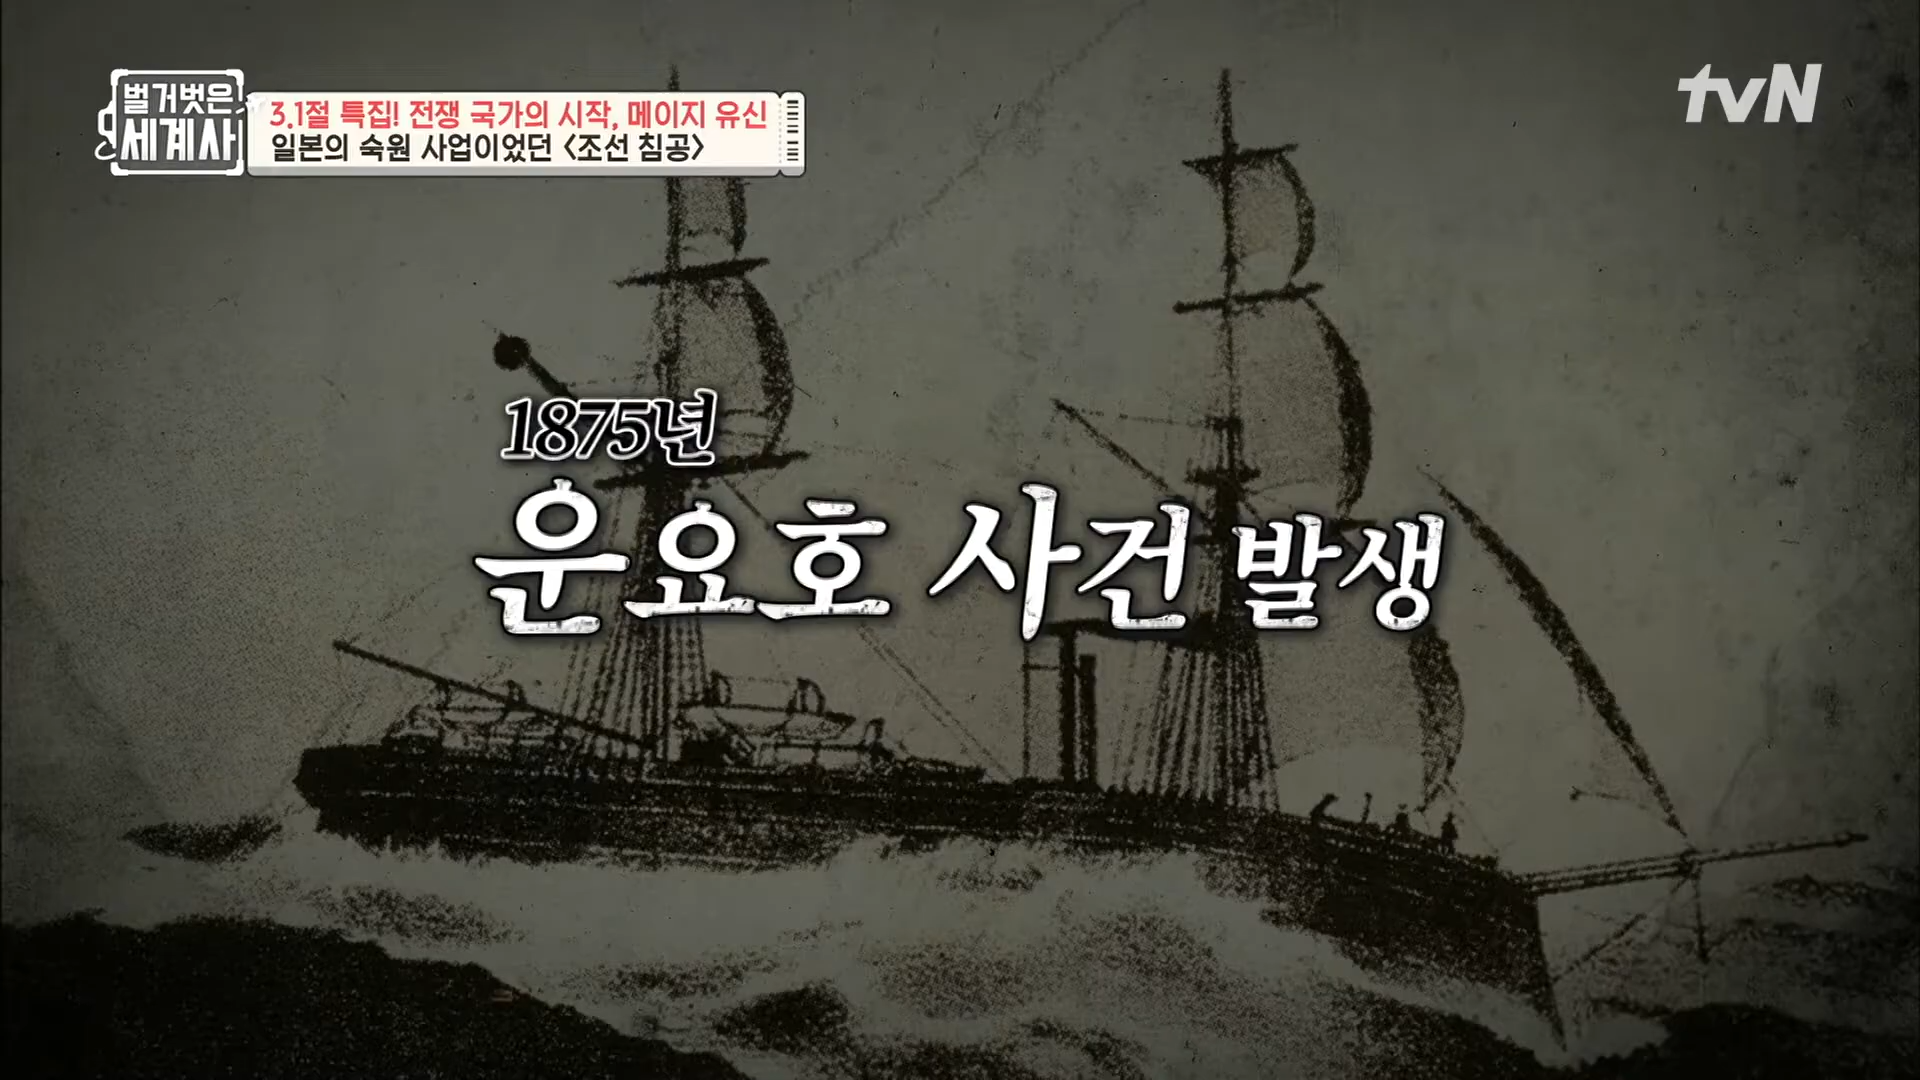 벌거벗은
세계사
3.1절 특집! 전쟁 국가의 시작, 메이지 유신
일본의 숙원 사업이었던 <조선 침공>
tvN
1875년
운요호 사건 발생